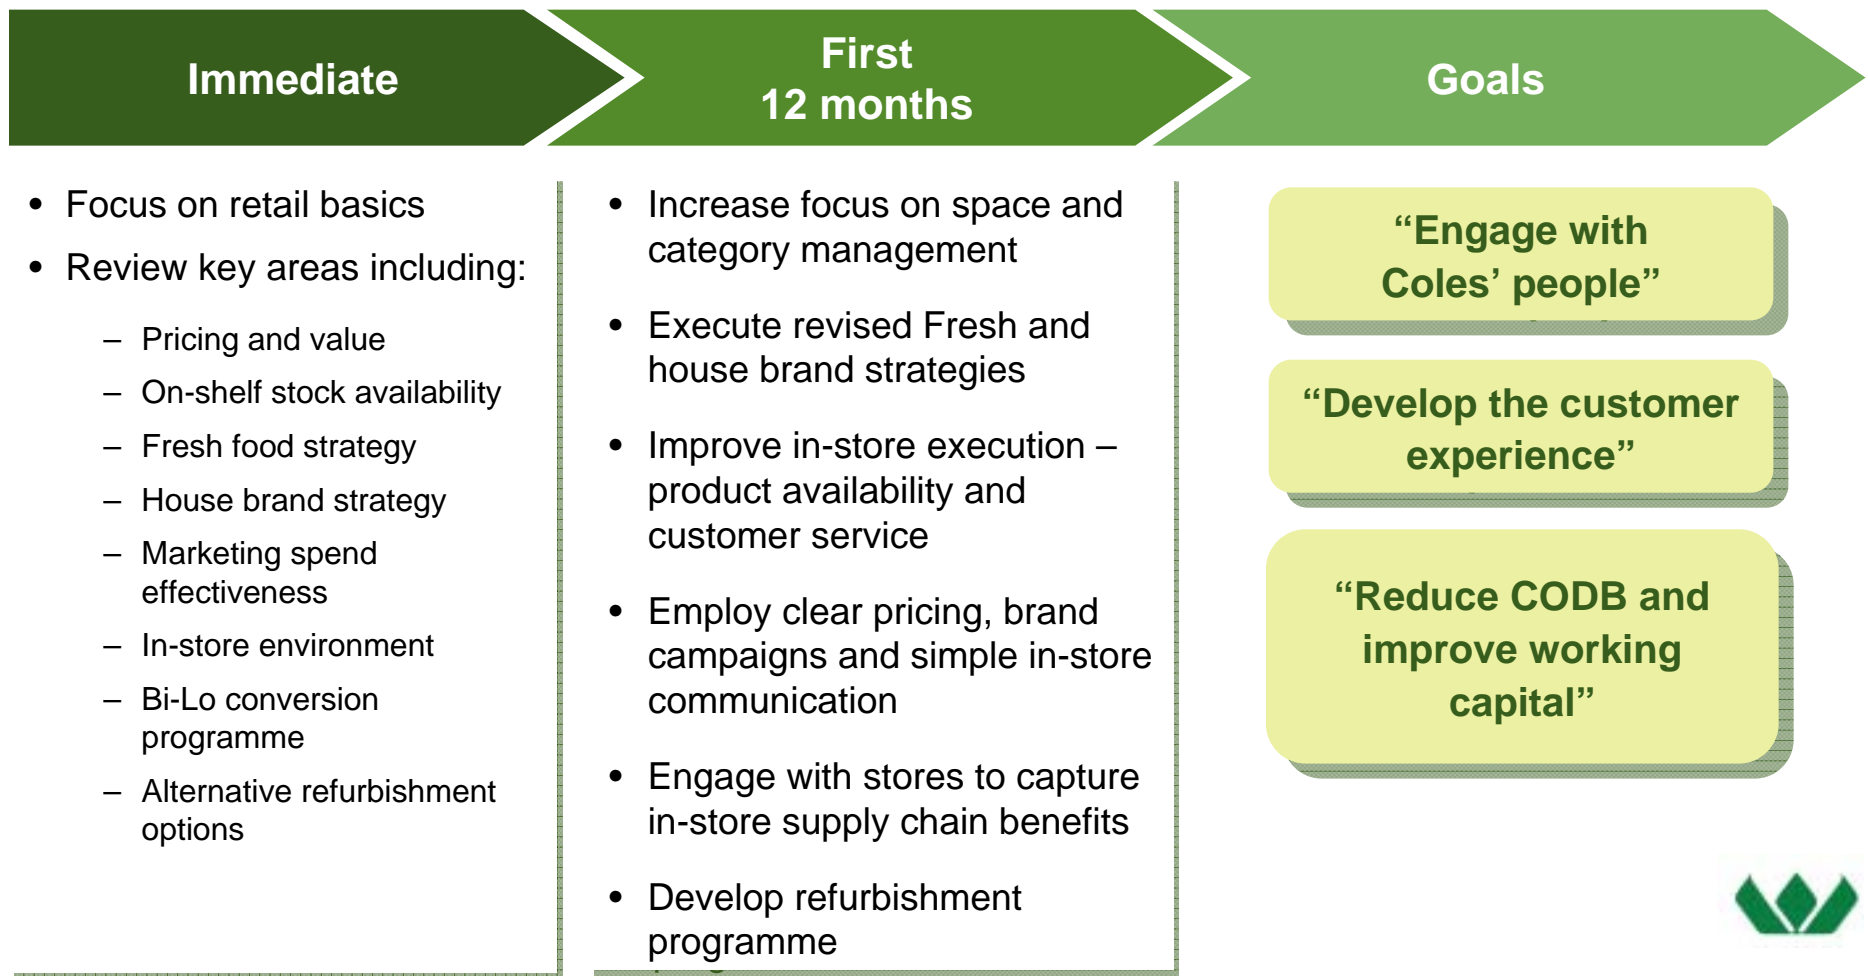 Immediate
First
12 months
Goals
• Focus on retail basics
• Review key areas including:
– Pricing and value
– On-shelf stock availability
– Fresh food strategy
– House brand strategy
– Marketing spend
effectiveness
– In-store environment
– Bi-Lo conversion
programme
– Alternative refurbishment
options
• Increase focus on space and
category management
• Execute revised Fresh and
house brand strategies
• Improve in-store execution –
product availability and
customer service
• Employ clear pricing, brand
campaigns and simple in-store
communication
• Engage with stores to capture
in-store supply chain benefits
• Develop refurbishment
programme
“Engage with
Coles’ people”
“Develop the customer
experience”
“Reduce CODB and
improve working
capital”